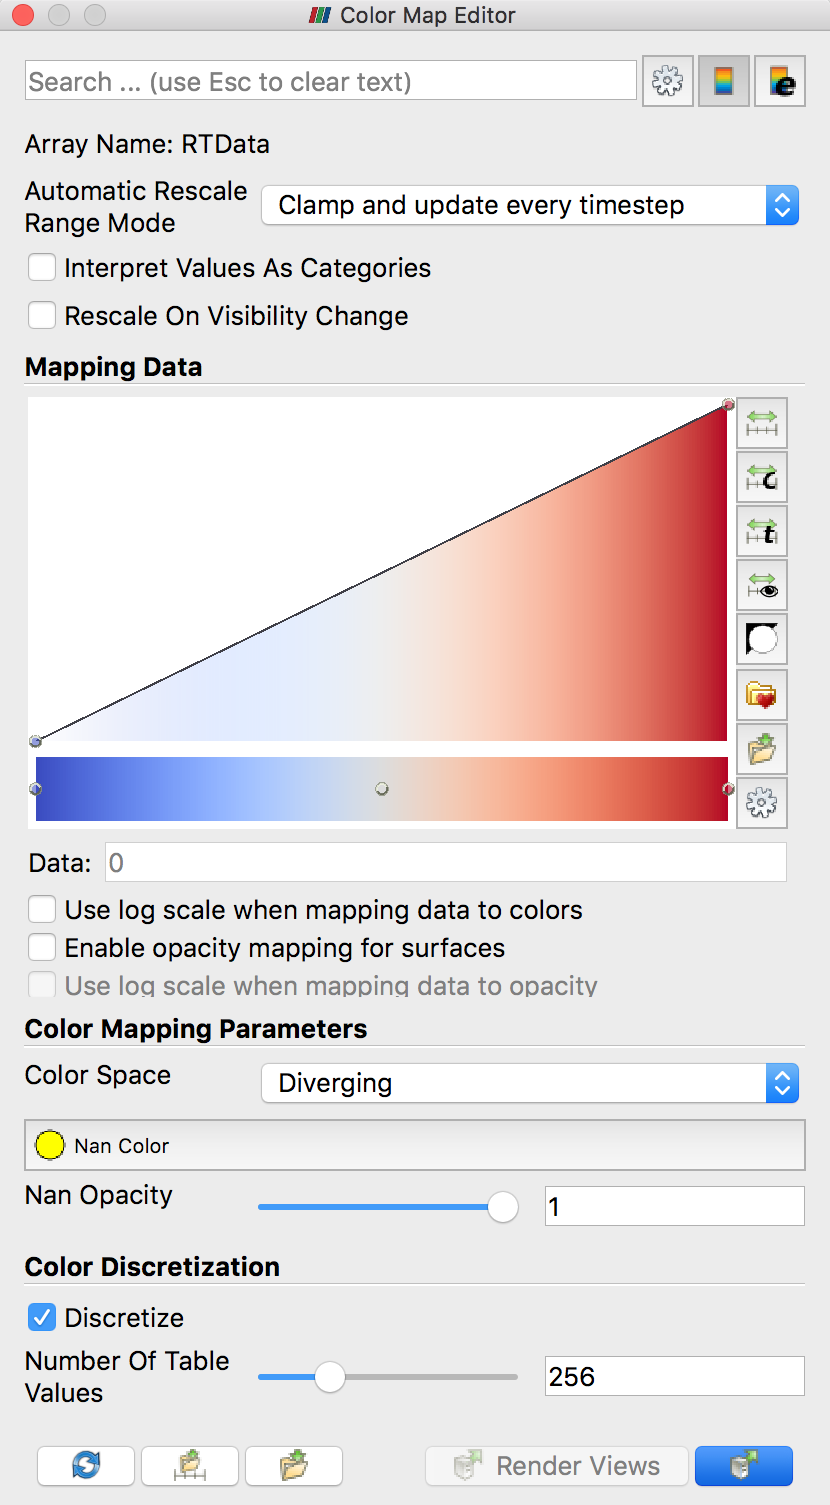 Color Map Editor
Search ... (use Esc to clear text)
e
Array Name: RTData
Automatic Rescale
Range Mode
Clamp and update every timestep
Interpret Values As Categories
Rescale On Visibility Change
Mapping Data
C
t
Data:
0
Use log scale when mapping data to colors
Enable opacity mapping for surfaces
Use log scale when mapping data to opacity
Color Mapping Parameters
Color Space
Diverging
Nan Color
Nan Opacity
1
Color Discretization
Discretize
Number Of Table
Values
256
Render Views